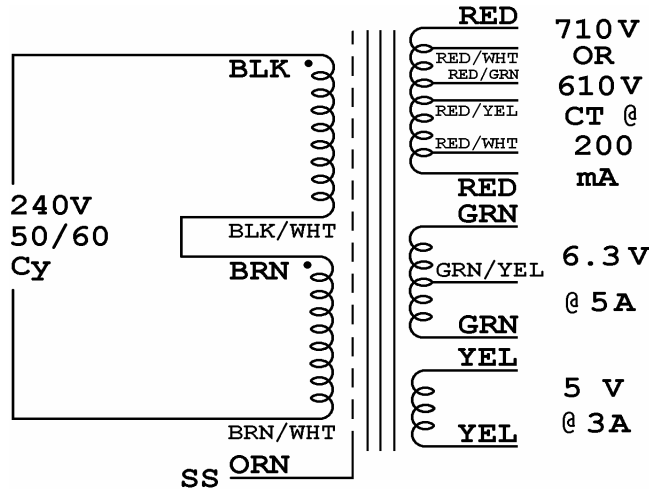 RED
710V
OR
610V
CT @
200
mA
BLK
RED/WHT
RED/GRN
RED/YEL
RED/WHT
RED
240V
50/60
Cy
BLK/WHT
BRN
GRN
GRN/YEL
GRN
6.3V
@ 5A
YEL
YEL
5 V
@ 3A
BRN/WHT
SS ORN